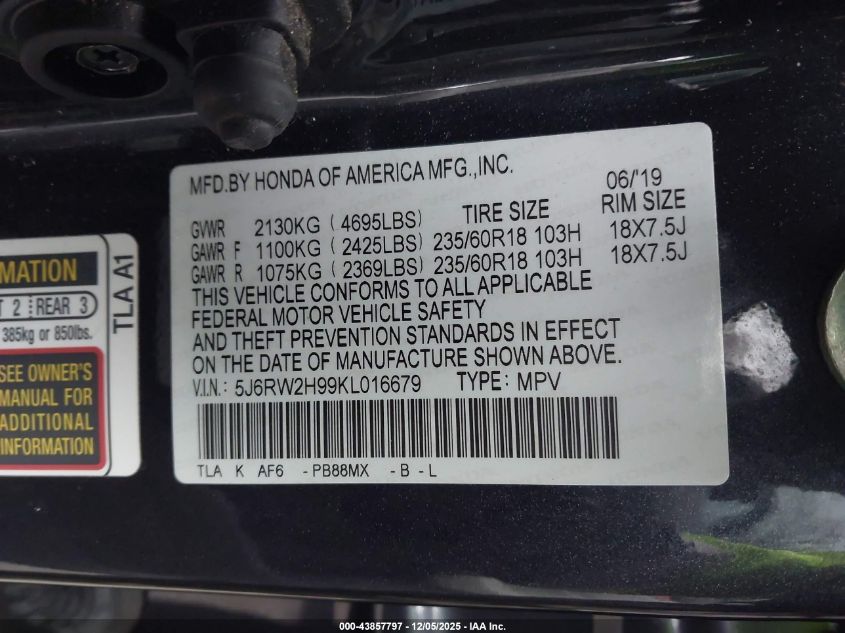 MFD.BY HONDA OF AMERICA MFG.,INC.
06/'19
TIRE SIZE RIM SIZE
GVWR 2130KG (4695LBS)
GAWR F 1100KG (2425LBS) 235/60R18 103H 18X7.5J
GAWR R 1075KG (2369LBS) 235/60R18 103H 18X7.5J
THIS VEHICLE CONFORMS TO ALL APPLICABLE
FEDERAL MOTOR VEHICLE SAFETY
AND THEFT PREVENTION STANDARDS IN EFFECT
ON THE DATE OF MANUFACTURE SHOWN ABOVE.
V.I.N.: 5J6RW2H99KL016679 TYPE: MPV
TLA K AF6 -PB88MX -B -L
MATION
2 REAR 3
385kg or 850lbs.
SEE OWNER'S
MANUAL FOR
ADDITIONAL
INFORMATION
TLA A1
000-43857797 - 12/05/2025 - IAA Inc.